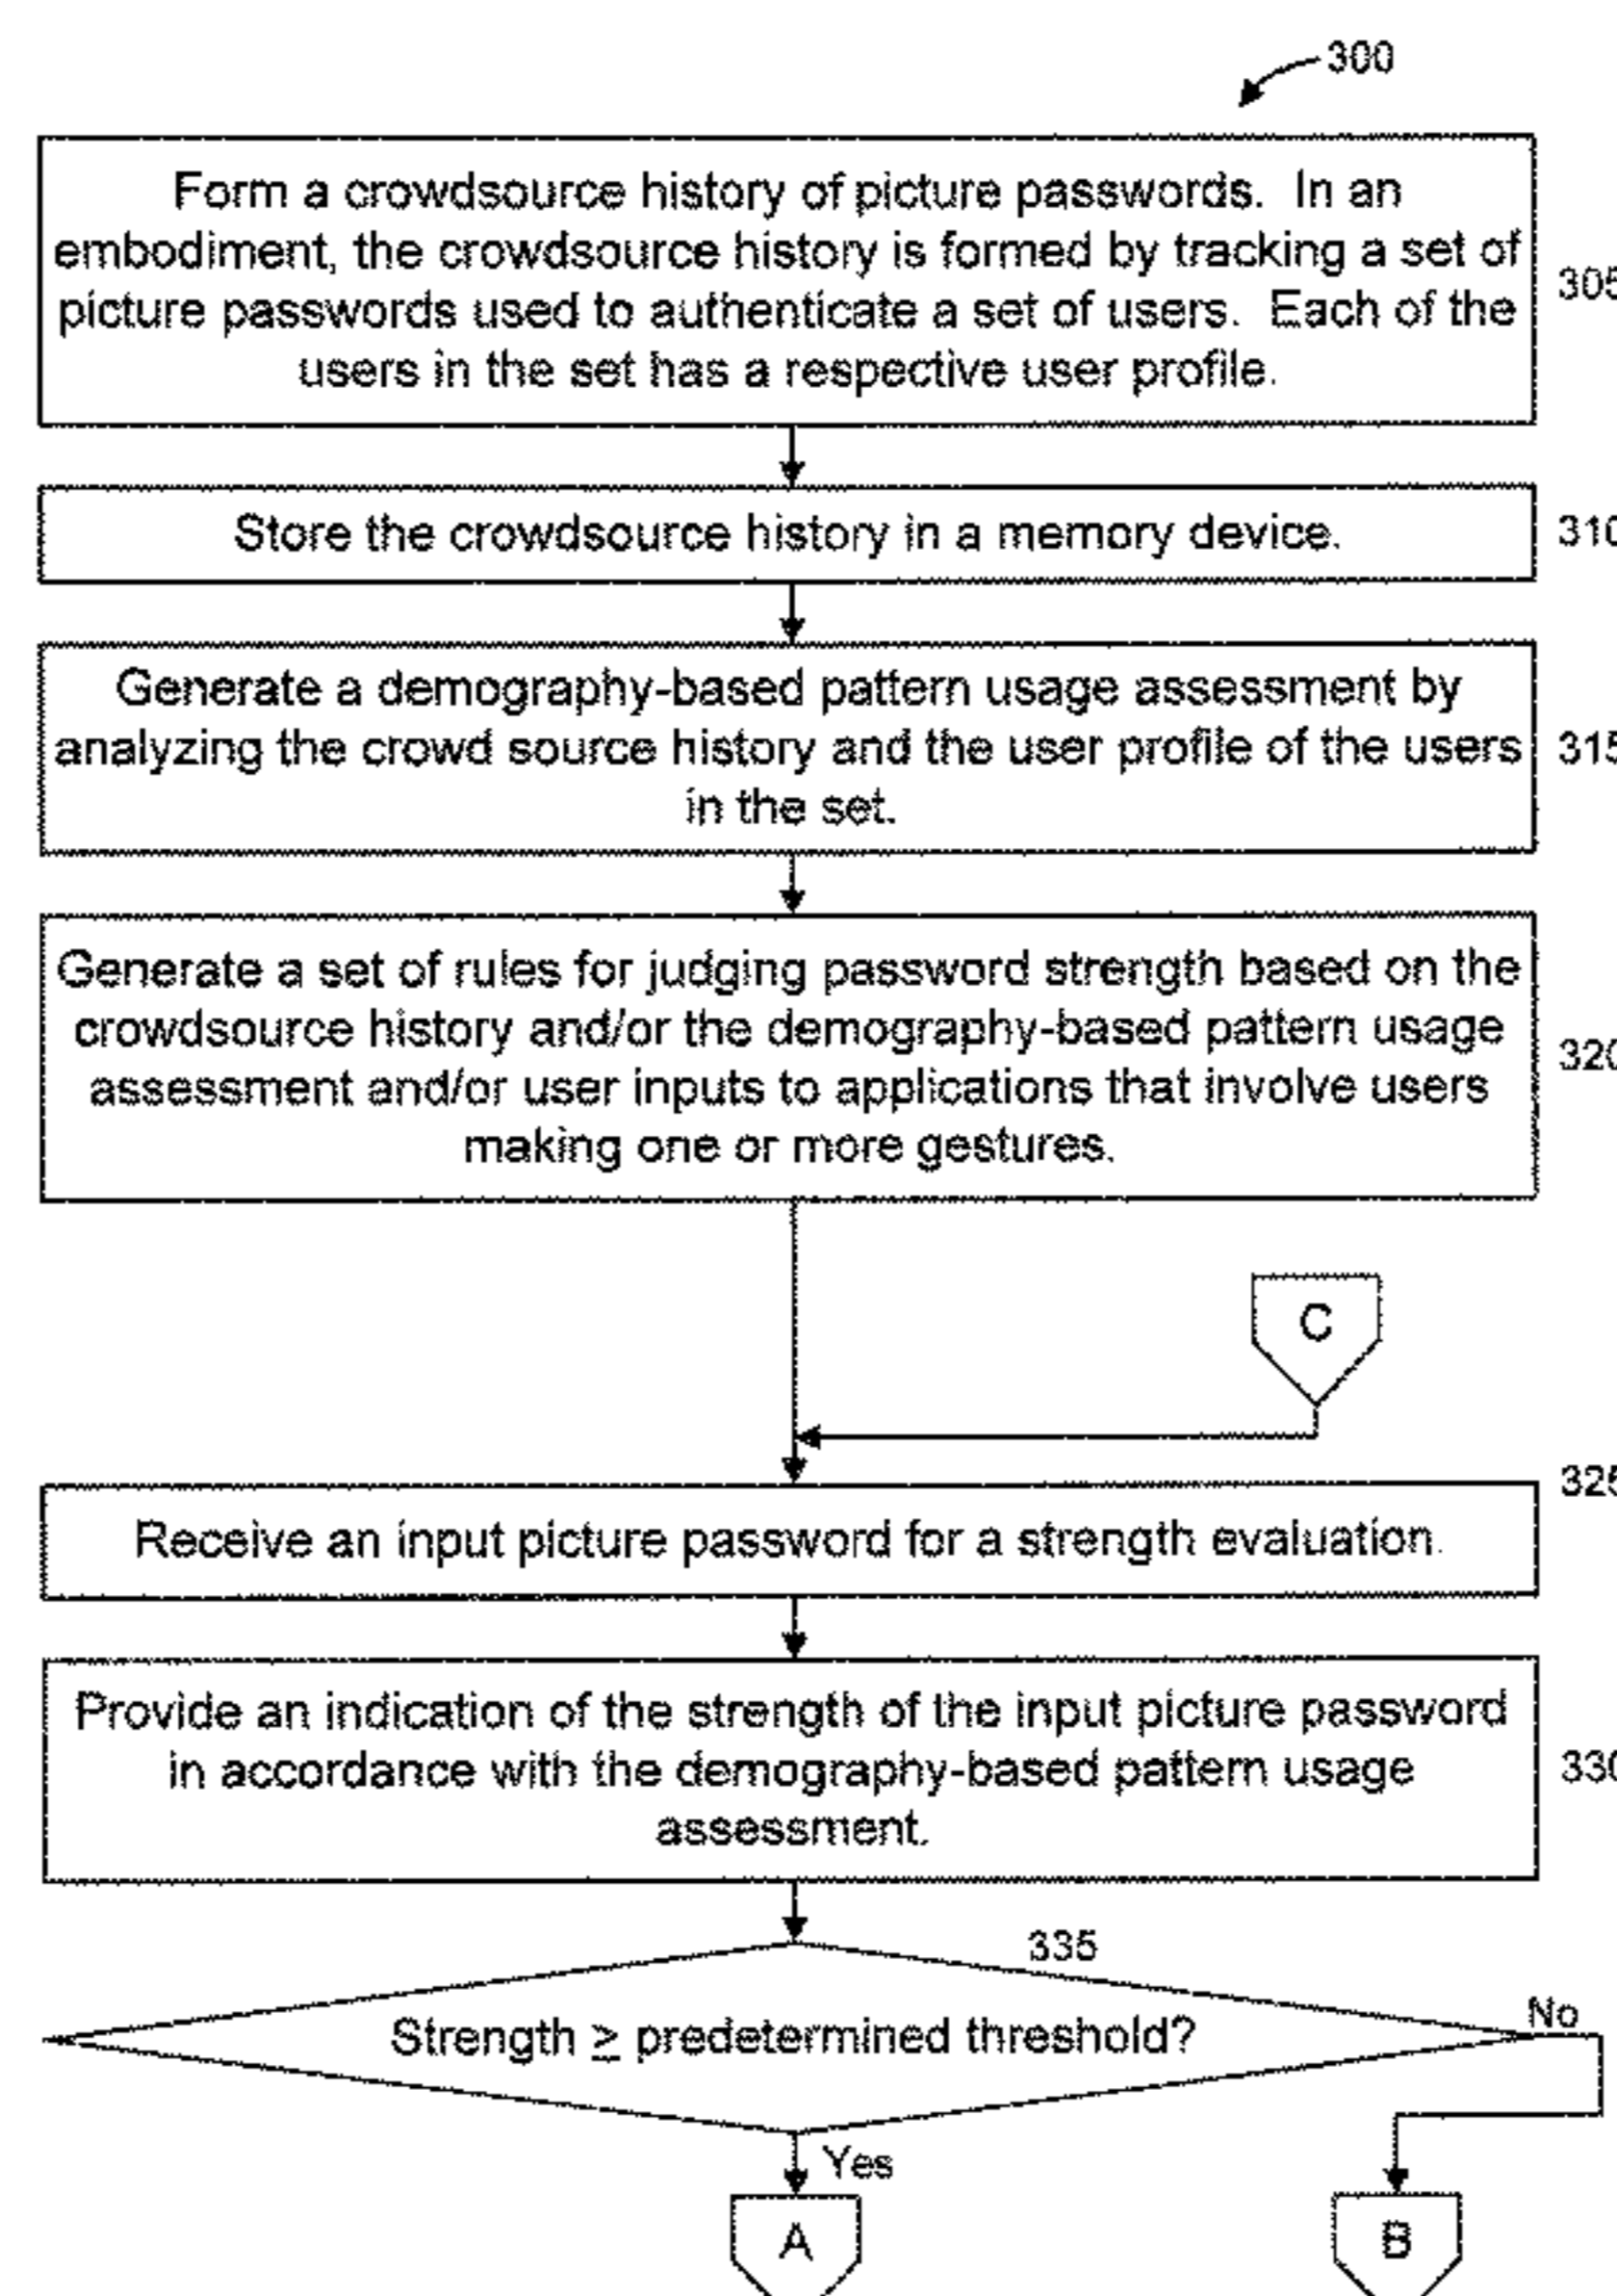 300
Form a crowdsource history of picture passwords. In an
embodiment, the crowdsource history is formed by tracking a set of
picture passwords used to authenticate a set of users. Each of the
users in the set has a respective user profile.
305
Store the crowdsource history in a memory device.
310
Generate a demography-based pattern usage assessment by
analyzing the crowd source history and the user profile of the users
in the set.
315
Generate a set of rules for judging password strength based on the
crowdsource history and/or the demography-based pattern usage
assessment and/or user inputs to applications that involve users
making one or more gestures.
320
C
325
Receive an input picture password for a strength evaluation.
Provide an indication of the strength of the input picture password
in accordance with the demography-based pattern usage
assessment.
330
335
Strength ≥ predetermined threshold?
No
Yes
A
B